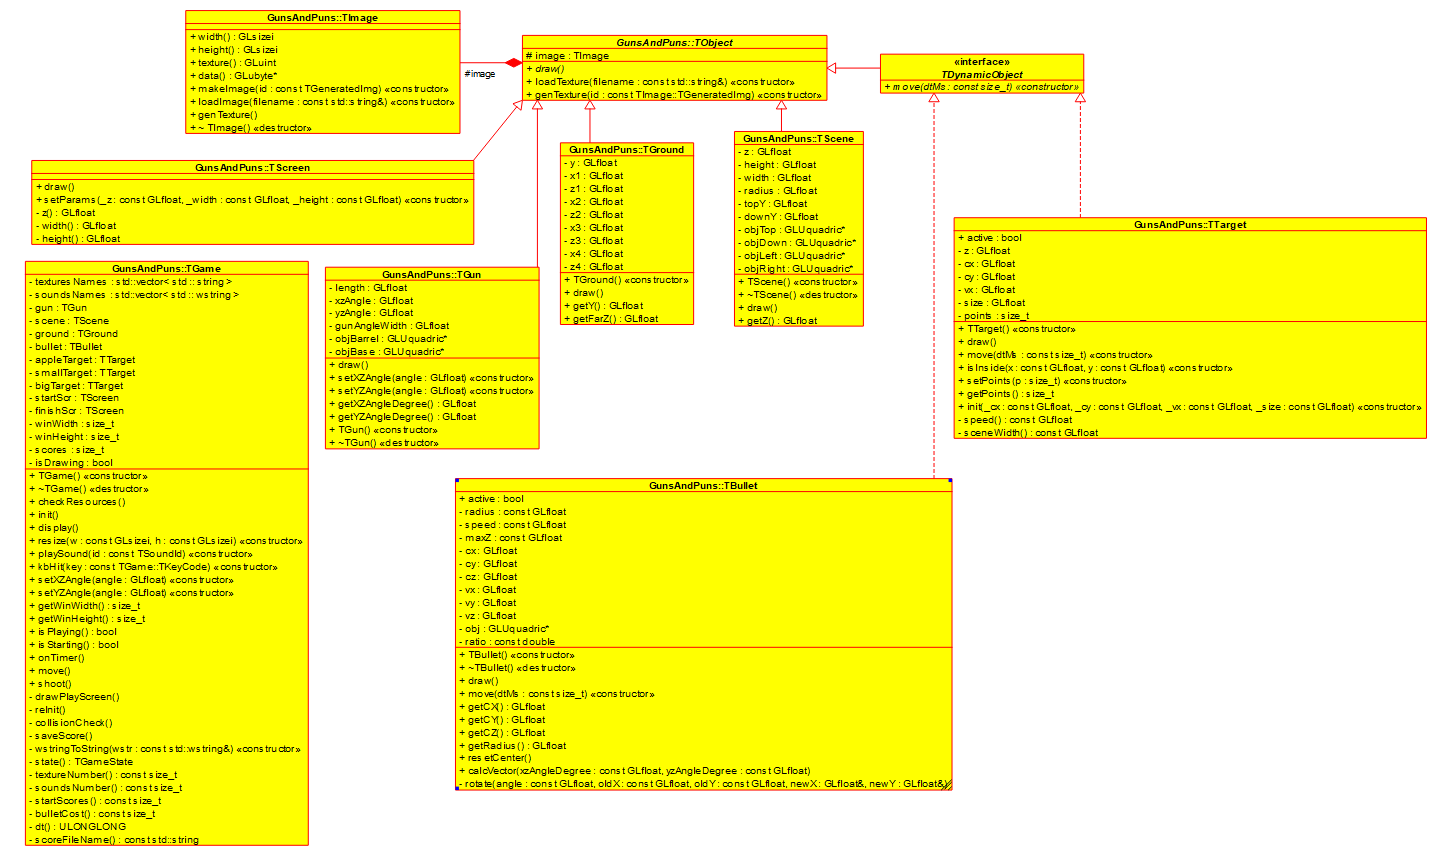 GunsAndPuns::TImage
+ width() : GLsizei
+ height() : GLsizei
+ texture() : GLuint
+ data() : GLubyte*
+ makeImage(id : const TGeneratedImg) «constructor»
+ loadImage(filename : const std::string&) «constructor»
+ genTexture()
+ ~ TImage() «destructor»
#image
GunsAndPuns::TObject
# image : TImage
+ draw()
+ loadTexture(filename : const std::string&) «constructor»
+ genTexture(id : const TImage::TGeneratedImg) «constructor»
«interface»
TDynamicObject
+ move(dtMs : const size_t) «constructor»
GunsAndPuns::TScreen
+ draw()
+ setParams(_z : const GLfloat, _width : const GLfloat, _height : const GLfloat) «constructor»
- z() : GLfloat
- width() : GLfloat
- height() : GLfloat
GunsAndPuns::TGround
- y : GLfloat
- x1 : GLfloat
- z1 : GLfloat
- x2 : GLfloat
- z2 : GLfloat
- x3 : GLfloat
- z3 : GLfloat
- x4 : GLfloat
- z4 : GLfloat
+ TGround() «constructor»
+ draw()
+ getY() : GLfloat
+ getFarZ() : GLfloat
GunsAndPuns::TScene
- z : GLfloat
- height : GLfloat
- width : GLfloat
- radius : GLfloat
- topY : GLfloat
- downY : GLfloat
- objTop : GLUquadric*
- objDown : GLUquadric*
- objLeft : GLUquadric*
- objRight : GLUquadric*
+ TScene() «constructor»
+ ~TScene() «destructor»
+ draw()
+ getZ() : GLfloat
GunsAndPuns::TTarget
+ active : bool
- z : GLfloat
- cx : GLfloat
- cy : GLfloat
- vx : GLfloat
- size : GLfloat
- points : size_t
+ TTarget() «constructor»
+ draw()
+ move(dtMs : const size_t) «constructor»
+ isInside(x : const GLfloat, y : const GLfloat) «constructor»
+ setPoints(p : size_t) «constructor»
+ getPoints() : size_t
+ init(_cx : const GLfloat, _cy : const GLfloat, _vx : const GLfloat, _size : const GLfloat) «constructor»
- speed() : const GLfloat
- sceneWidth() : const GLfloat
GunsAndPuns::TGame
- texturesNames : std::vector< std :: string >
- soundsNames : std::vector< std :: wstring >
- gun : TGun
- scene : TScene
- ground : TGround
- bullet : TBullet
- appleTarget : TTarget
- smallTarget : TTarget
- bigTarget : TTarget
- startScr : TScreen
- finishScr : TScreen
- winWidth : size_t
- winHeight : size_t
- scores : size_t
- isDrawing : bool
+ TGame() «constructor»
+ ~TGame() «destructor»
+ checkResources()
+ init()
+ display()
+ resize(w : const GLsizei, h : const GLsizei) «constructor»
+ playSound(id : const TSoundId) «constructor»
+ kbHit(key : const TGame::TKeyCode) «constructor»
+ setXZAngle(angle : GLfloat) «constructor»
+ setYZAngle(angle : GLfloat) «constructor»
+ getWinWidth() : size_t
+ getWinHeight() : size_t
+ isPlaying() : bool
+ isStarting() : bool
+ onTimer()
+ move()
+ shoot()
- drawPlayScreen()
- reInit()
- collisionCheck()
- saveScore()
- wstringToString(wstr : const std::wstring&) «constructor»
- state() : TGameState
- textureNumber() : const size_t
- soundsNumber() : const size_t
- startScores() : const size_t
- bulletCost() : const size_t
- dt() : ULONGLONG
- scoreFileName() : const std::string
GunsAndPuns::TGun
- length : GLfloat
- xzAngle : GLfloat
- yzAngle : GLfloat
- gunAngleWidth : GLfloat
- objBarrel : GLUquadric*
- objBase : GLUquadric*
+ draw()
+ setXZAngle(angle : GLfloat) «constructor»
+ setYZAngle(angle : GLfloat) «constructor»
+ getXZAngleDegree() : GLfloat
+ getYZAngleDegree() : GLfloat
+ TGun() «constructor»
+ ~TGun() «destructor»
GunsAndPuns::TBullet
+ active : bool
- radius : const GLfloat
- speed : const GLfloat
- maxZ : const GLfloat
- cx : GLfloat
- cy : GLfloat
- cz : GLfloat
- vx : GLfloat
- vy : GLfloat
- vz : GLfloat
- obj : GLUquadric*
- ratio : const double
+ TBullet() «constructor»
+ ~TBullet() «destructor»
+ draw()
+ move(dtMs : const size_t) «constructor»
+ getCX() : GLfloat
+ getCY() : GLfloat
+ getCZ() : GLfloat
+ getRadius() : GLfloat
+ resetCenter()
+ calcVector(xzAngleDegree : const GLfloat, yzAngleDegree : const GLfloat)
- rotate(angle : const GLfloat, oldX : const GLfloat, oldY : const GLfloat, newX : GLfloat&, newY : GLfloat&)